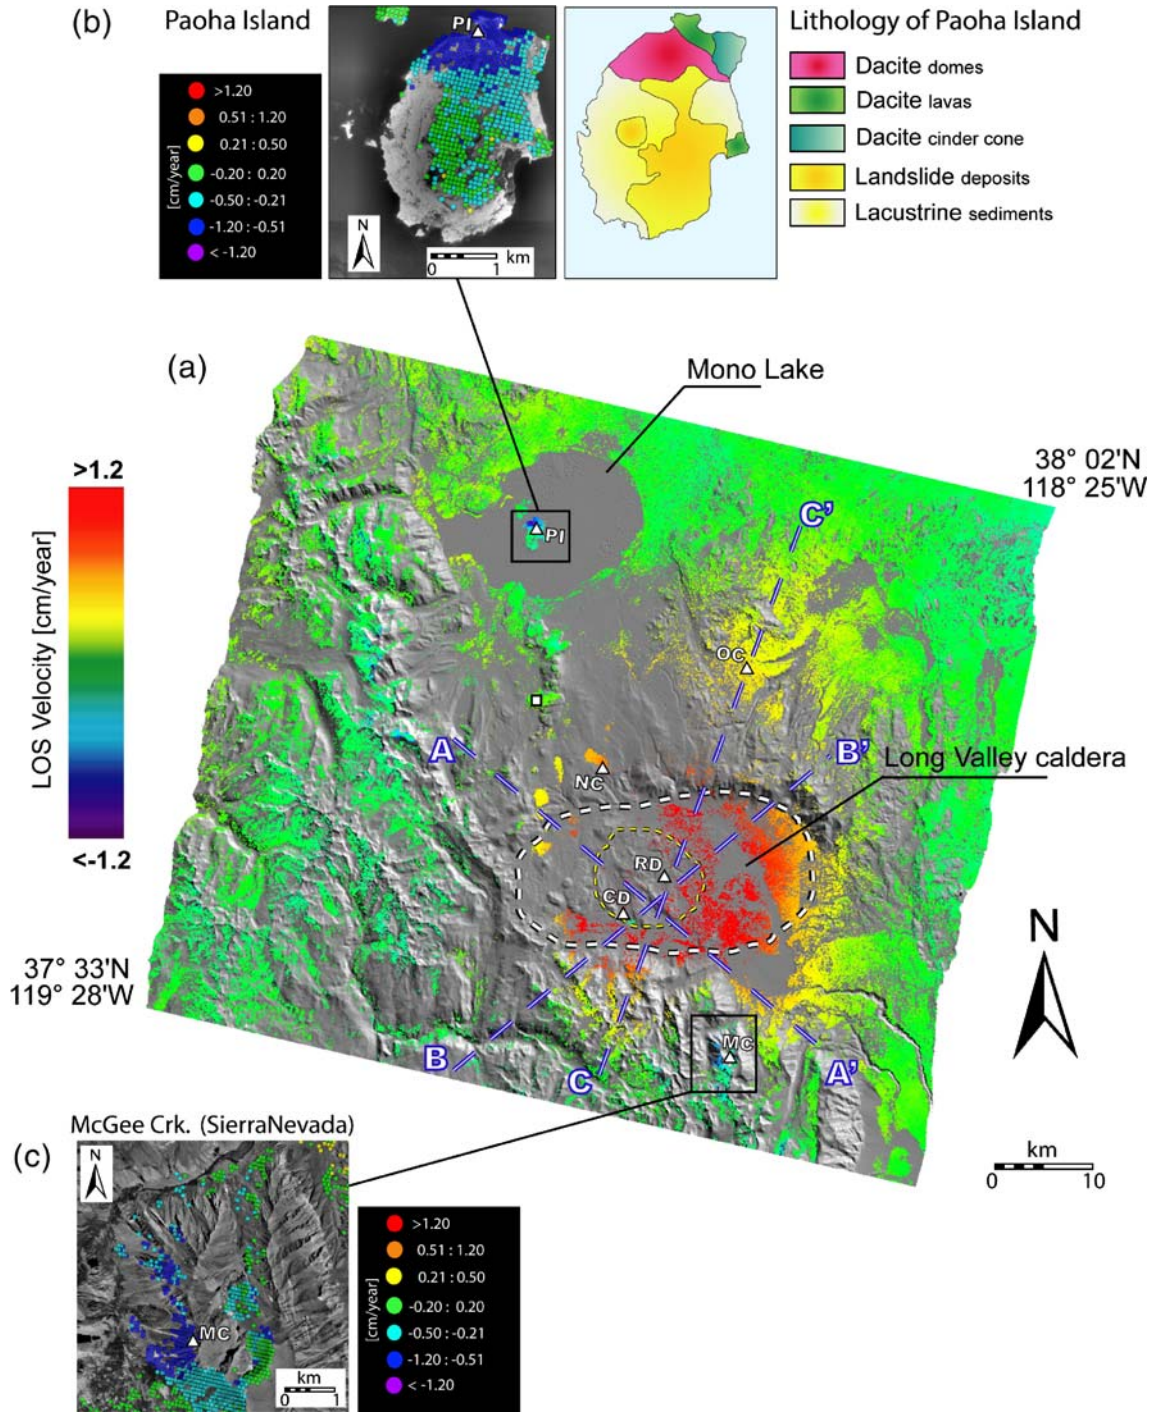 (b)
Paoha Island
>1.20
0.51 : 1.20
0.21 : 0.50
-0.20 : 0.20
-0.50 : -0.21
-1.20 : -0.51
< -1.20
[cm/year]
PI
N
km
0 1
Lithology of Paoha Island
Dacite domes
Dacite lavas
Dacite cinder cone
Landslide deposits
Lacustrine sediments
(a)
Mono Lake
>1.2
LOS Velocity [cm/year]
<-1.2
38° 02'N
118° 25'W
C'
PI
OC
A
B'
Long Valley caldera
NC
RD
CD
37° 33'N
119° 28'W
N
B
C
MC
A'
km
0 10
McGee Crk. (SierraNevada)
(c)
N
MC
km
0 1
>1.20
0.51 : 1.20
0.21 : 0.50
-0.20 : 0.20
-0.50 : -0.21
-1.20 : -0.51
< -1.20
[cm/year]